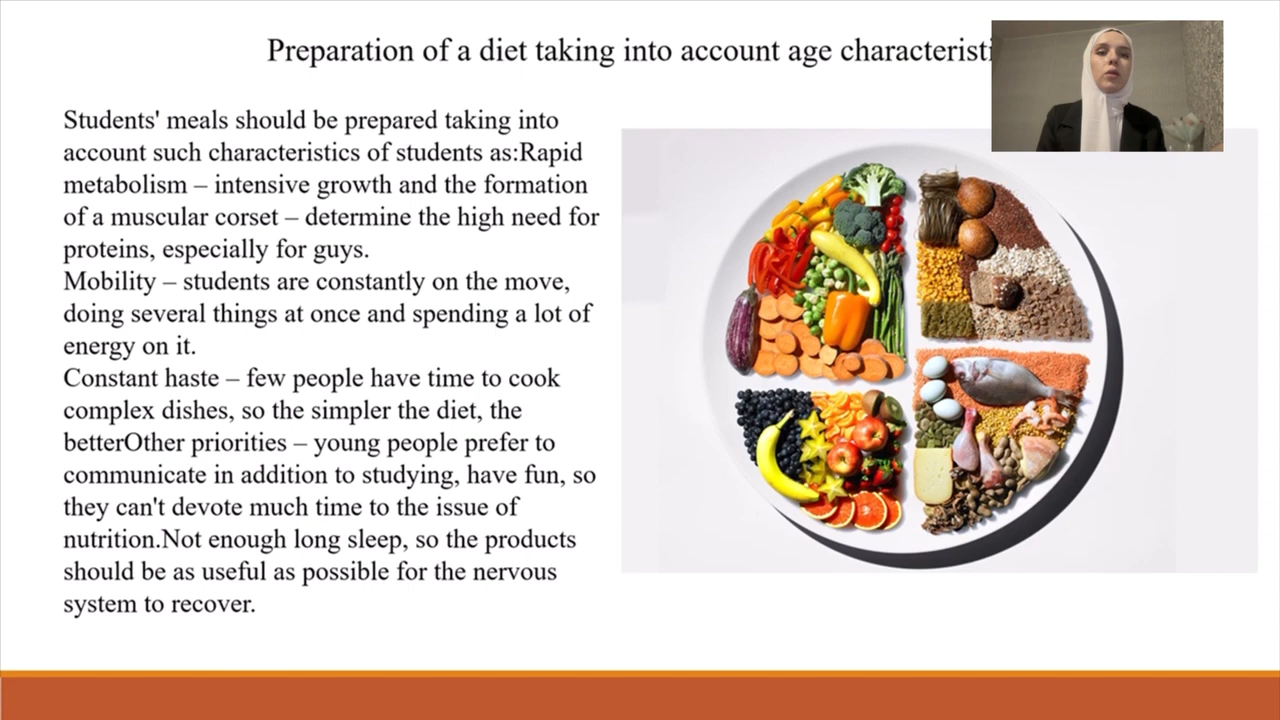 Preparation of a diet taking into account age
Students' meals should be prepared taking into
account such characteristics of students as:Rapid
metabolism – intensive growth and the formation
of a muscular corset – determine the high need for
proteins, especially for guys.
Mobility – students are constantly on the move,
doing several things at once and spending a lot of
energy on it.
Constant haste – few people have time to cook
complex dishes, so the simpler the diet, the
betterOther priorities – young people prefer to
communicate in addition to studying, have fun, so
they can't devote much time to the issue of
nutrition.Not enough long sleep, so the products
should be as useful as possible for the nervous
system to recover.